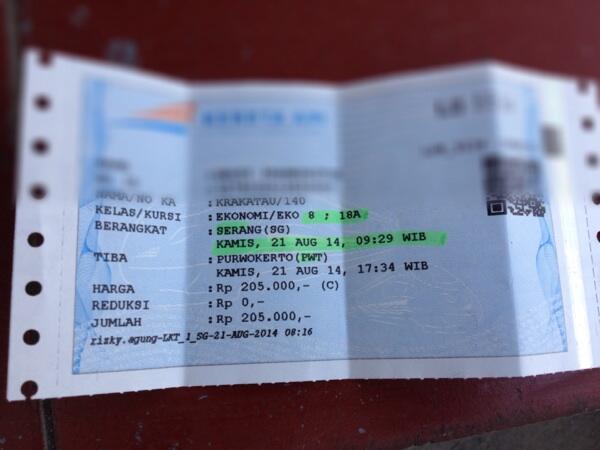 KERETA API
NAMA/NO KA :KRAKATAU/140
KELAS/KURSI :EKONOMI/EKO 8 ; 18A
BERANGKAT :SERANG(SG)
KAMIS, 21 AUG 14, 09:29 WIB
TIBA :PURWOKERTO(PWT)
KAMIS, 21 AUG 14, 17:34 WIB
HARGA :Rp 205.000,- (C)
REDUKSI :Rp 0,-
JUMLAH :Rp 205.000,-
rizky.agung-LKT_1_SG-21-AUG-2014 08:16